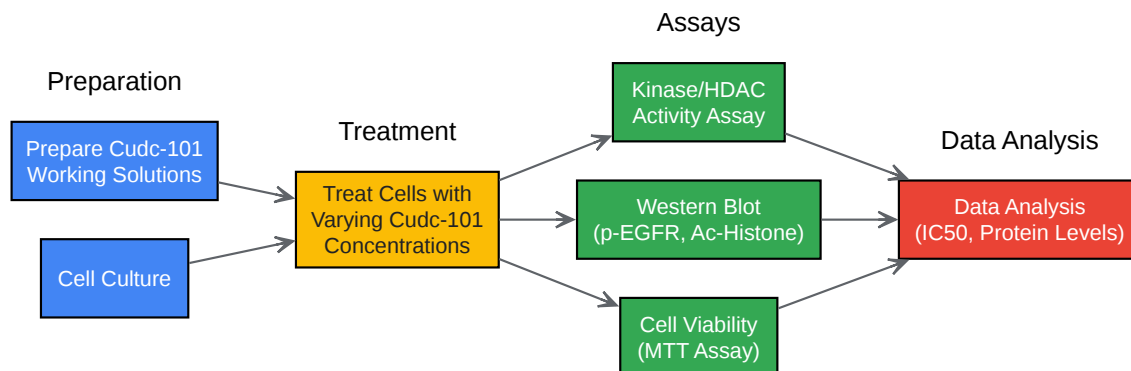 Preparation
Prepare Cudc-101
Working Solutions
Cell Culture
Treatment
Treat Cells with
Varying Cudc-101
Concentrations
Assays
Kinase/HDAC
Activity Assay
Western Blot
(p-EGFR, Ac-Histone)
Cell Viability
(MTT Assay)
Data Analysis
Data Analysis
(IC50, Protein Levels)